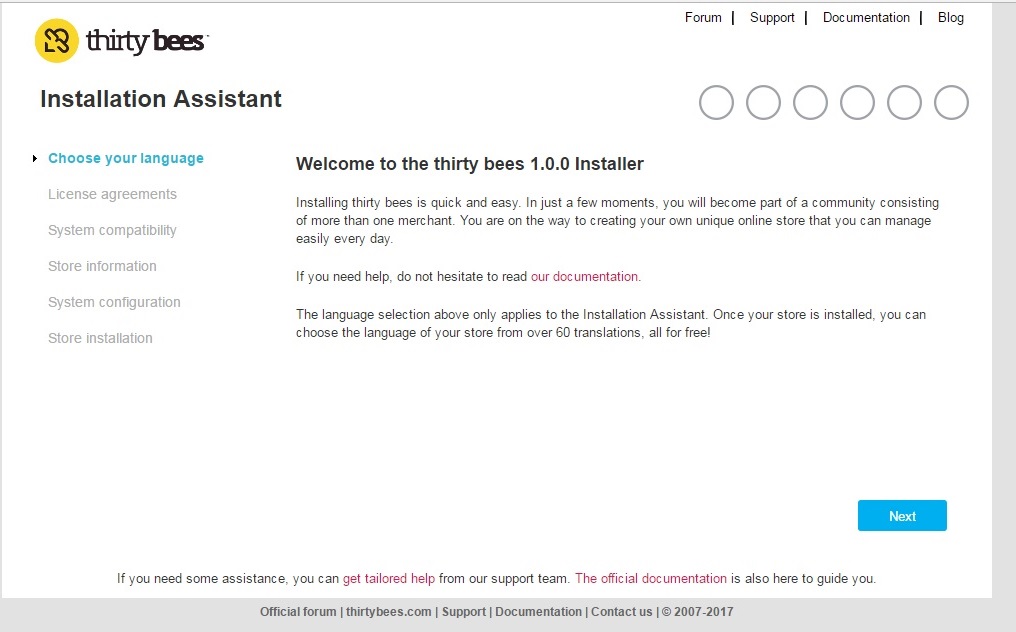 Forum | Support | Documentation | Blog
thirty bees
Installation Assistant
Choose your language
License agreements
System compatibility
Store information
System configuration
Store installation
Welcome to the thirty bees 1.0.0 Installer
Installing thirty bees is quick and easy. In just a few moments, you will become part of a community consisting
of more than one merchant. You are on the way to creating your own unique online store that you can manage
easily every day.
If you need help, do not hesitate to read our documentation.
The language selection above only applies to the Installation Assistant. Once your store is installed, you can
choose the language of your store from over 60 translations, all for free!
Next
If you need some assistance, you can get tailored help from our support team. The official documentation is also here to guide you.
Official forum | thirtybees.com | Support | Documentation | Contact us | © 2007-2017